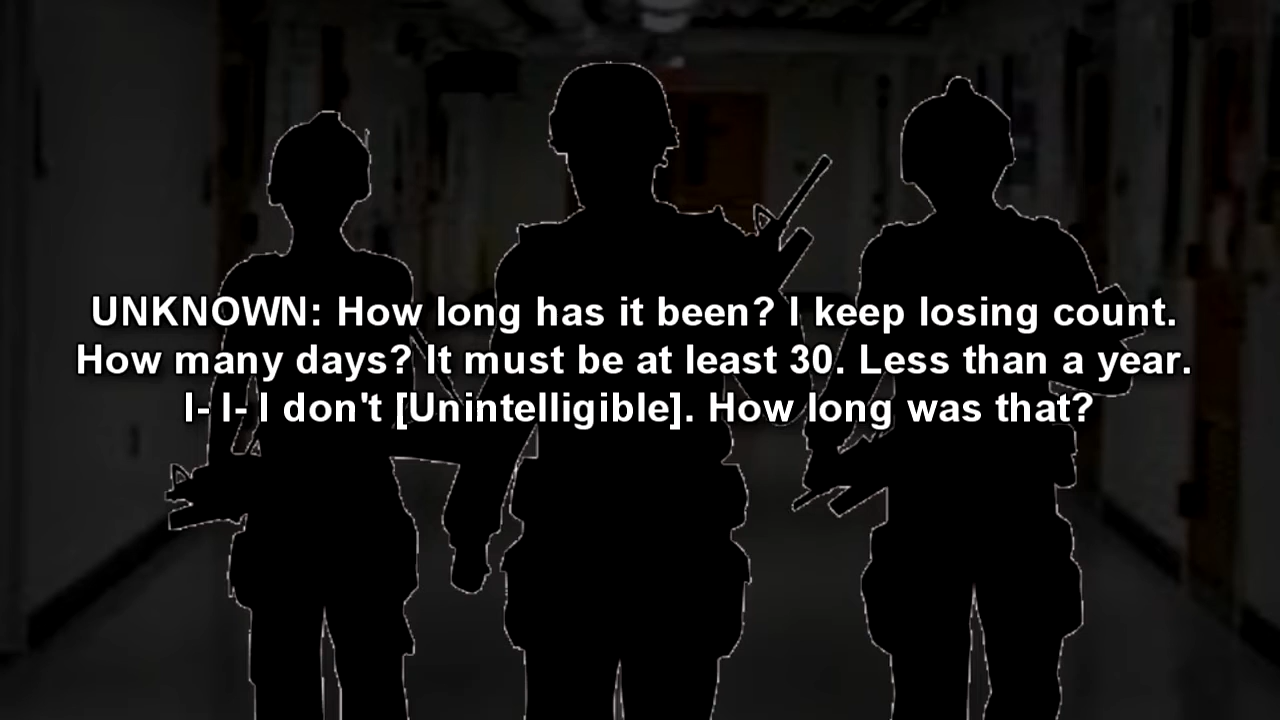 UNKNOWN: How long has it been? I keep losing count.
How many days? It must be at least 30. Less than a year.
I- I- I don't [Unintelligible]. How long was that?